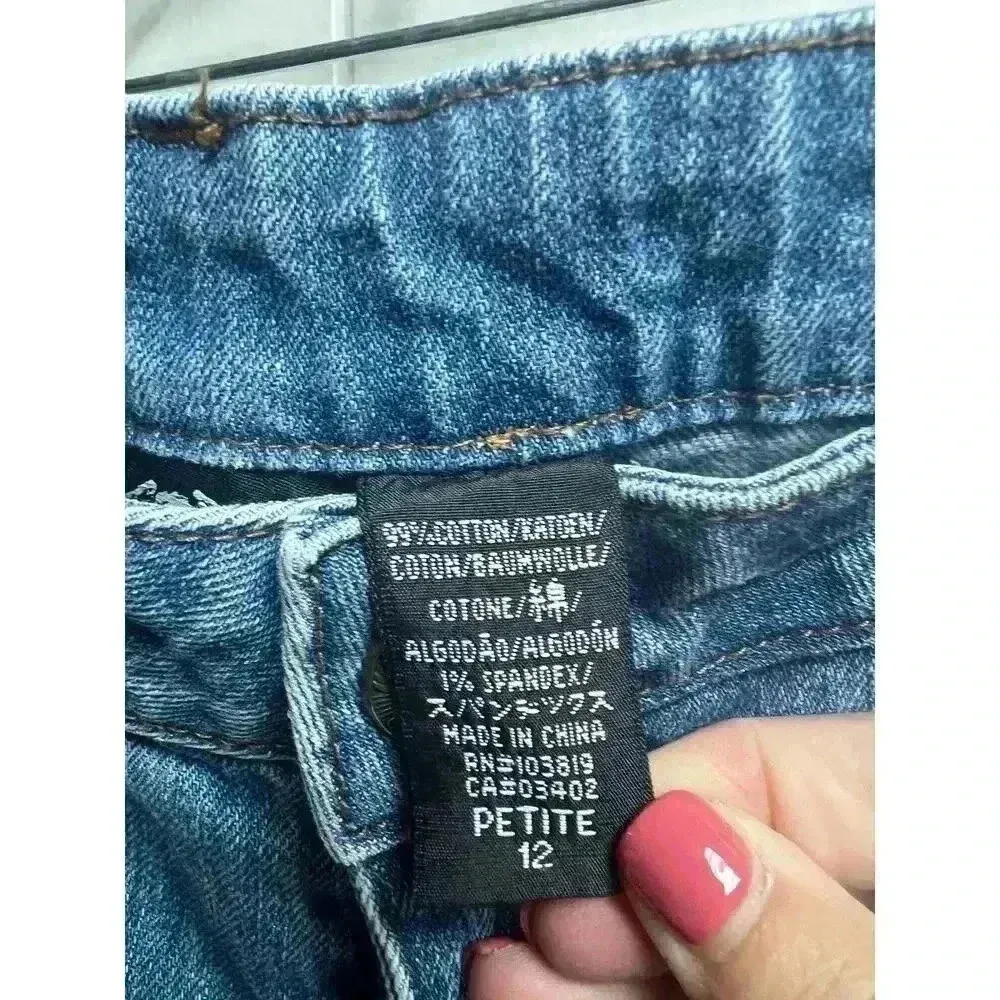 99% COTTON/KATOEN/
COTON/BAUMWOLLE/
COTONE/綿/
ALGODÃO/ALGODÓN
1% SPANDEX/
スパンデックス
MADE IN CHINA
RN#103819
CA#03402
PETITE
12